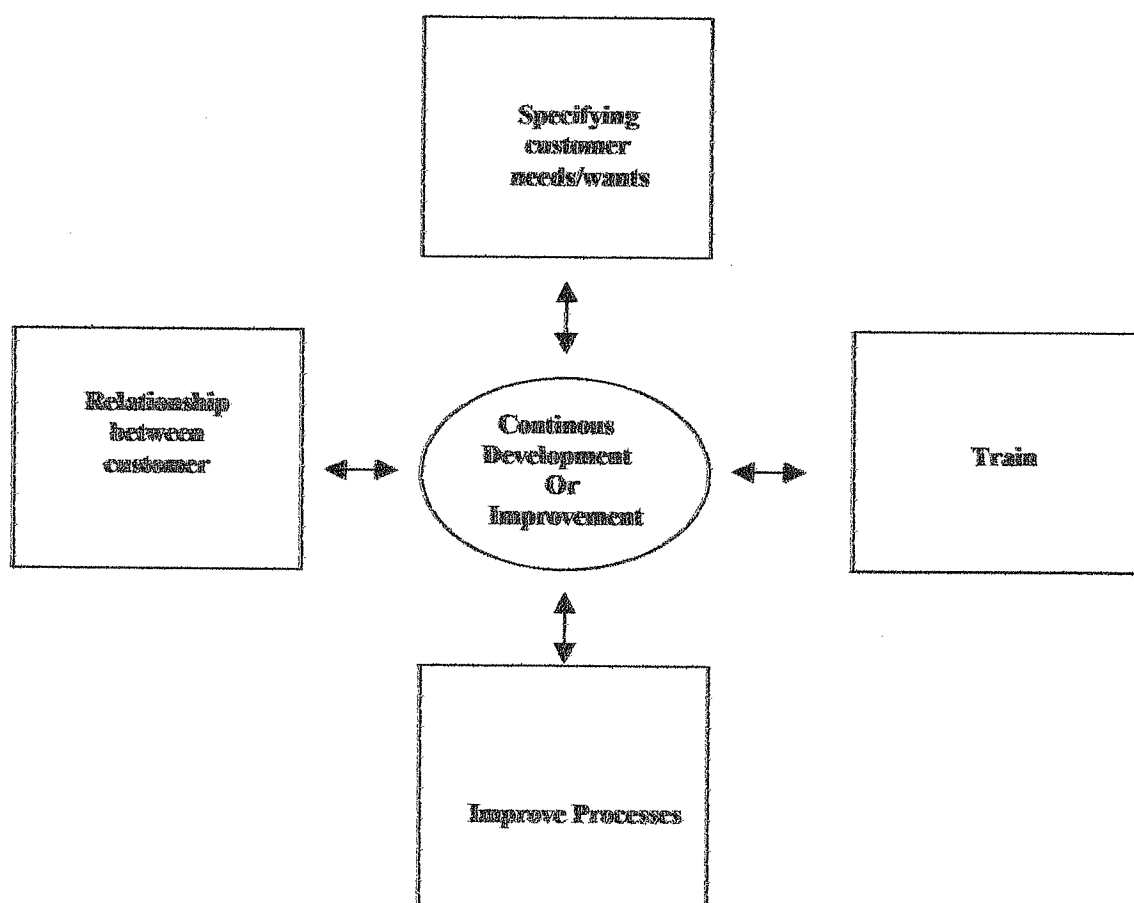 Specifying
customer
needs/wants
Relationship
between
customer
Continous
Development
Or
Improvement
Train
Improve Processes